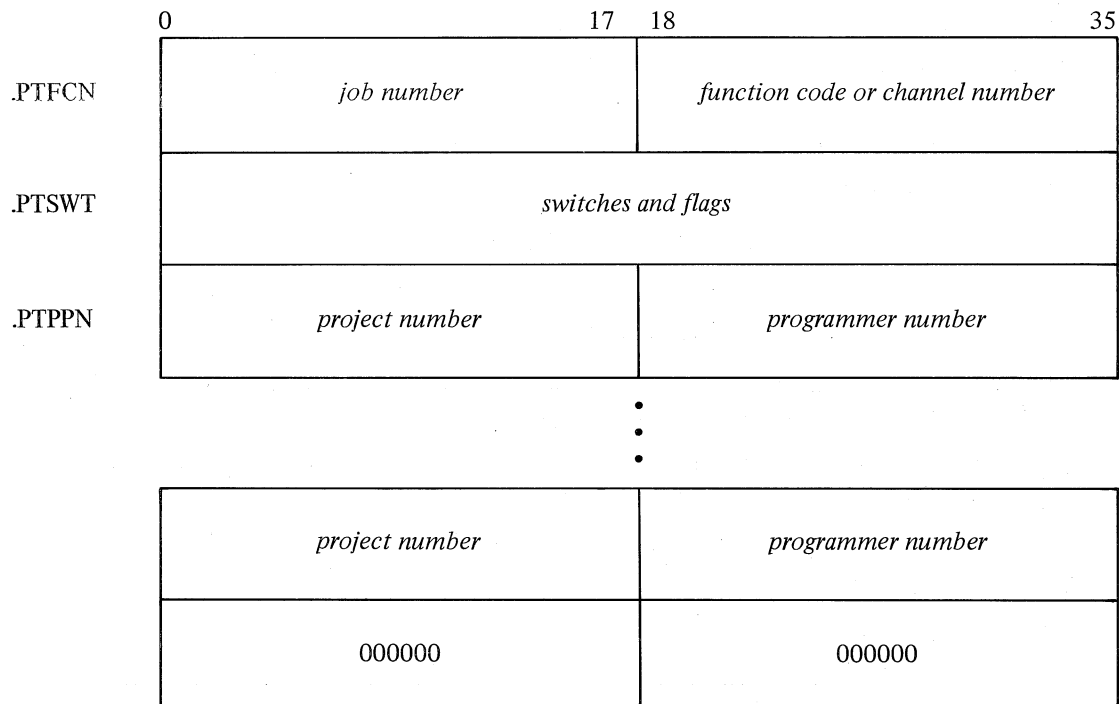 0 17 18 35
.PTFCN job number function code or channel number
.PTSWT switches and flags
.PTPPN project number programmer number
project number programmer number
000000 000000